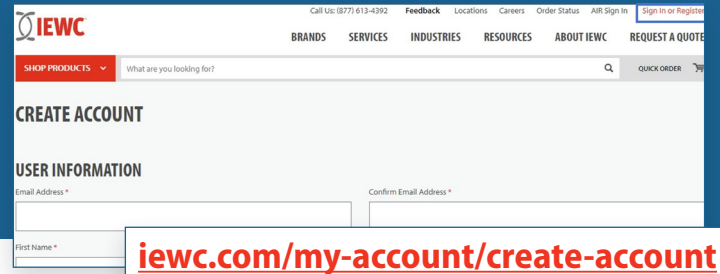 Call Us: (877) 613-4392 Feedback Locations Careers Order Status AIR Sign In Sign In or Register
IEWC
BRANDS SERVICES INDUSTRIES RESOURCES ABOUT IEWC REQUEST A QUOTE
SHOP PRODUCTS What are you looking for? QUICK ORDER
CREATE ACCOUNT
USER INFORMATION
Email Address * Confirm Email Address *
First Name *
iewc.com/my-account/create-account